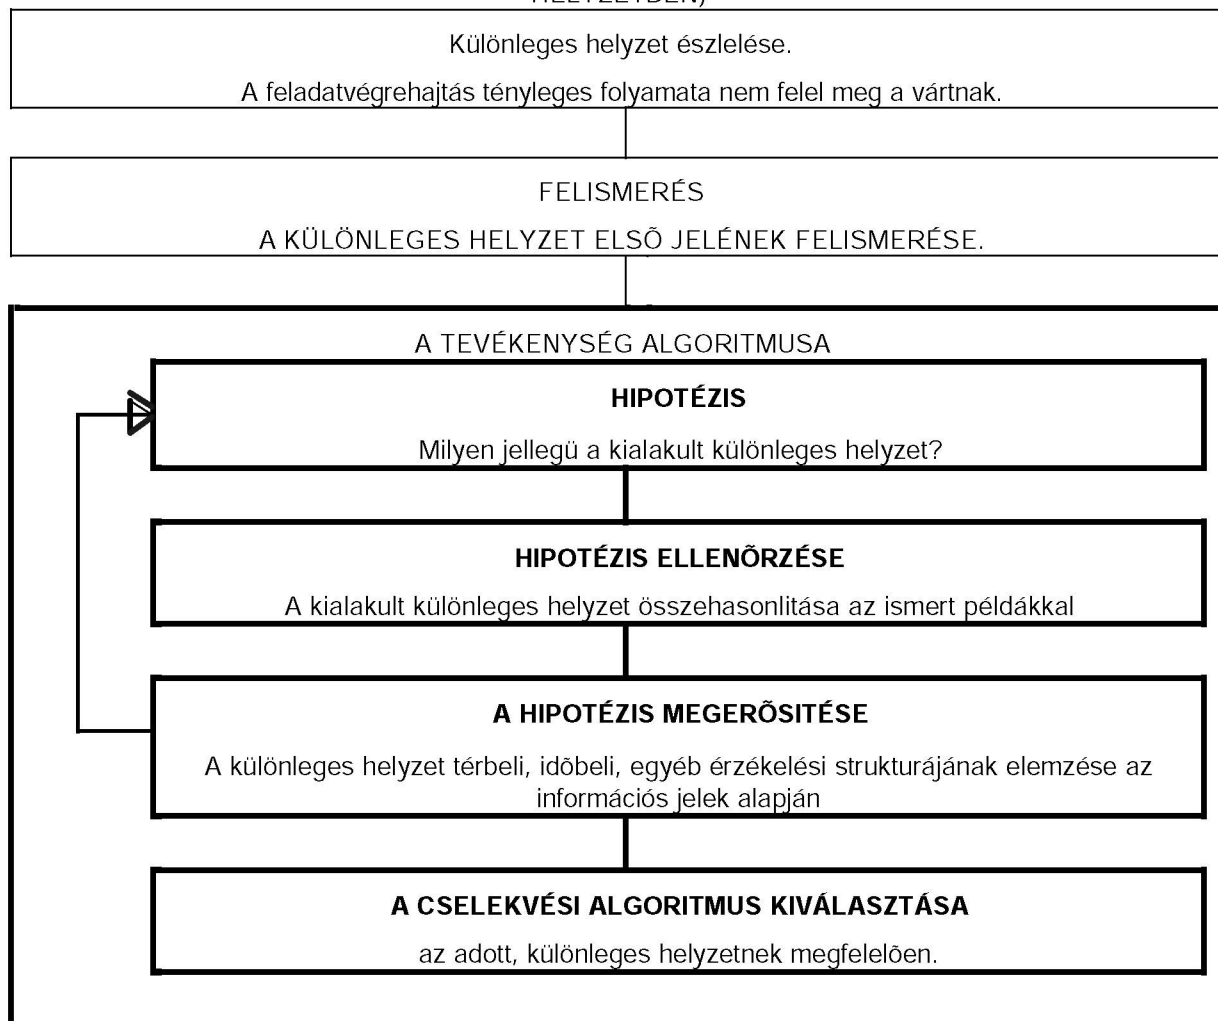 HELYZETBEN)
Különleges helyzet észlelése.
A feladatvégrehajtás tényleges folyamata nem felel meg a vártnak.
FELISMERÉS
A KÜLÖNLEGES HELYZET ELSÕ JELÉNEK FELISMERÉSE.
A TEVÉKENYSÉG ALGORITMUSA
HIPOTÉZIS
Milyen jellegü a kialakult különleges helyzet?
HIPOTÉZIS ELLENÕRZÉSE
A kialakult különleges helyzet összehasonlitása az ismert példákkal
A HIPOTÉZIS MEGERÕSITÉSE
A különleges helyzet térbeli, idõbeli, egyéb érzékelési strukturájának elemzése az
információs jelek alapján
A CSELEKVÉSI ALGORITMUS KIVÁLASZTÁSA
az adott, különleges helyzetnek megfelelõen.